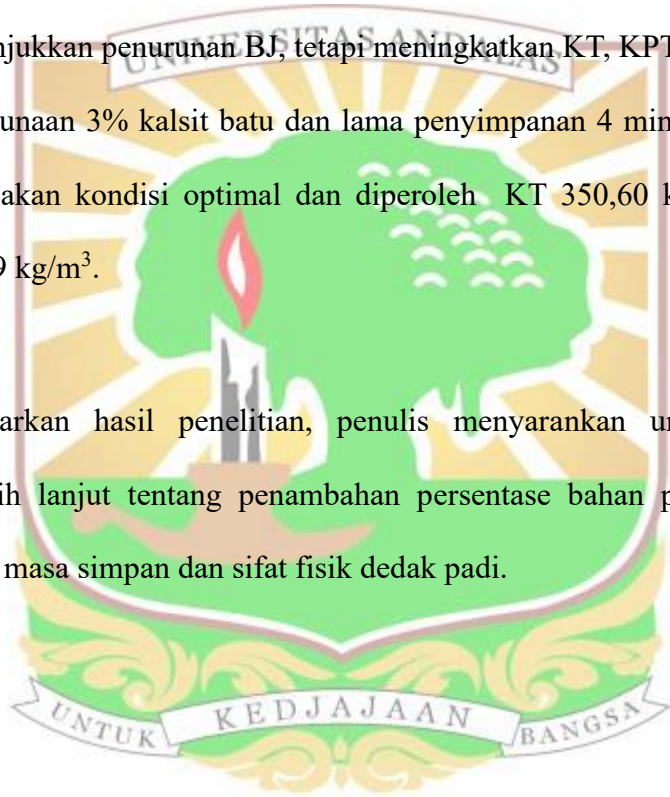 njukkan penurunan BJ, tetapi meningkatkan KT, KPT
UNIVERSITAS ANDALAS
unaan 3% kalsit batu dan lama penyimpanan 4 min
akan kondisi optimal dan diperoleh KT 350,60 k
9 kg/m³.
arkan hasil penelitian, penulis menyarankan u
ih lanjut tentang penambahan persentase bahan p
masa simpan dan sifat fisik dedak padi.
UNTUK KEDJAJAAN BANGSA